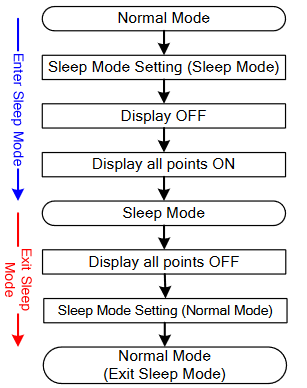 Normal Mode
Sleep Mode Setting (Sleep Mode)
Display OFF
Display all points ON
Sleep Mode
Display all points OFF
Sleep Mode Setting (Normal Mode)
Normal Mode
(Exit Sleep Mode)
Enter Sleep Mode
Exit Sleep
Mode